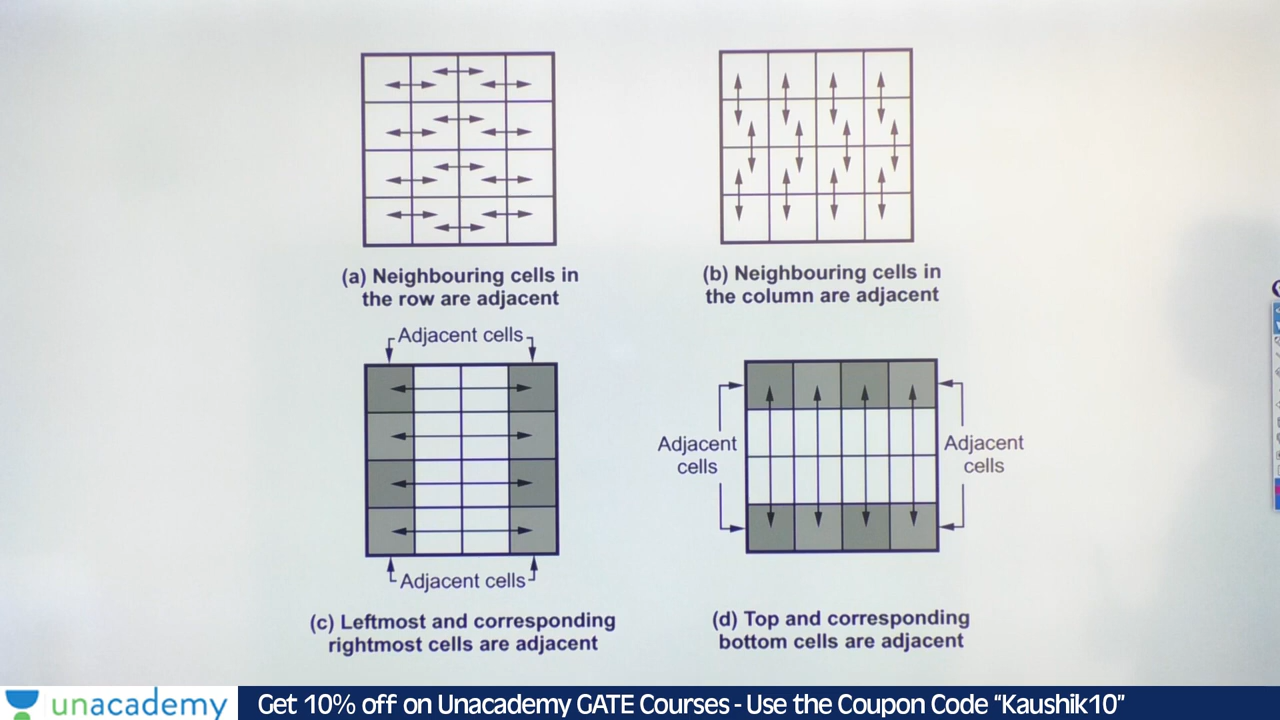 (a) Neighbouring cells in
the row are adjacent
(b) Neighbouring cells in
the column are adjacent
Adjacent cells
Adjacent cells
(c) Leftmost and corresponding
rightmost cells are adjacent
Adjacent
cells
Adjacent
cells
(d) Top and corresponding
bottom cells are adjacent
unacademy
Get 10% off on Unacademy GATE Courses - Use the Coupon Code “Kaushik10”